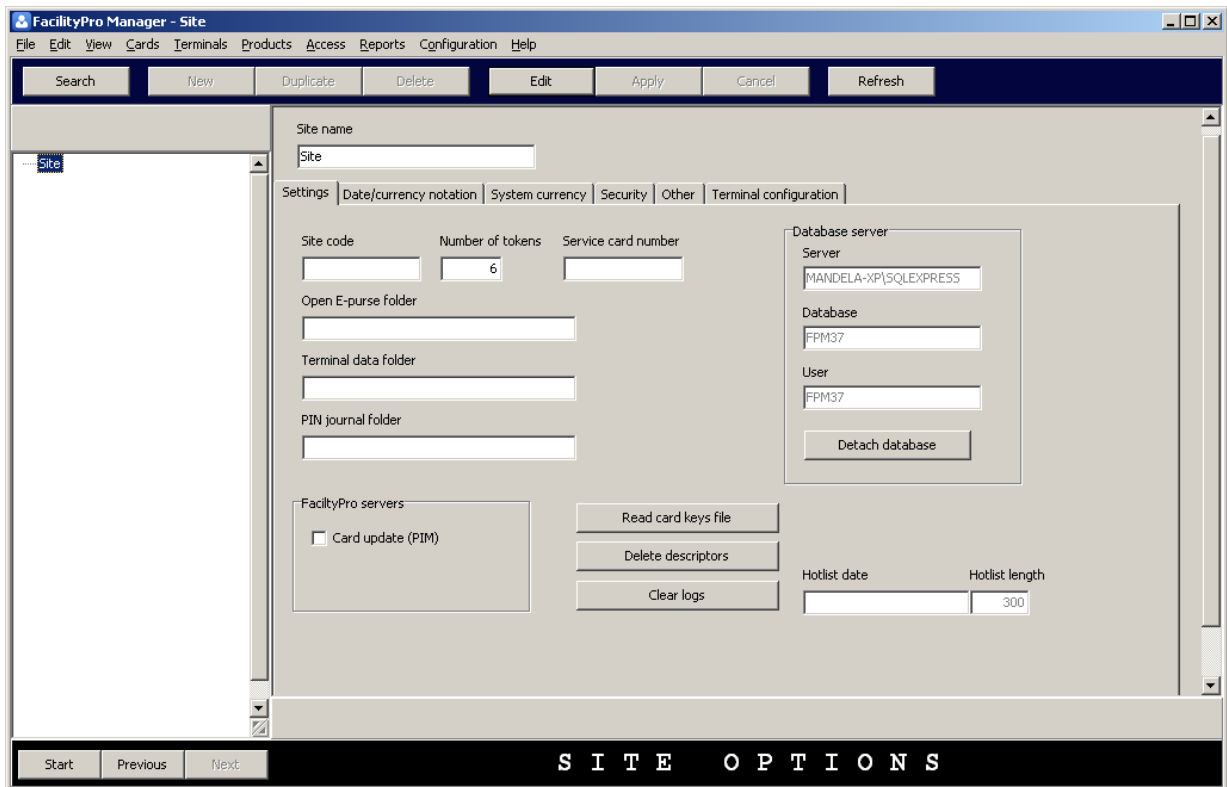 FacilityPro Manager - Site
File Edit View Cards Terminals Products Access Reports Configuration Help
Search New Duplicate Delete Edit Apply Cancel Refresh
Site
Site name
Site
Settings Date/currency notation System currency Security Other Terminal configuration
Site code Number of tokens Service card number
6
Open E-purse folder
Terminal data folder
PIN journal folder
Database server
Server
MANDELA-XP\SQLEXPRESS
Database
FPM37
User
FPM37
Detach database
FaciltyPro servers
Card update (PIM)
Read card keys file
Delete descriptors
Clear logs
Hotlist date Hotlist length
300
Start Previous Next
SITE OPTIONS